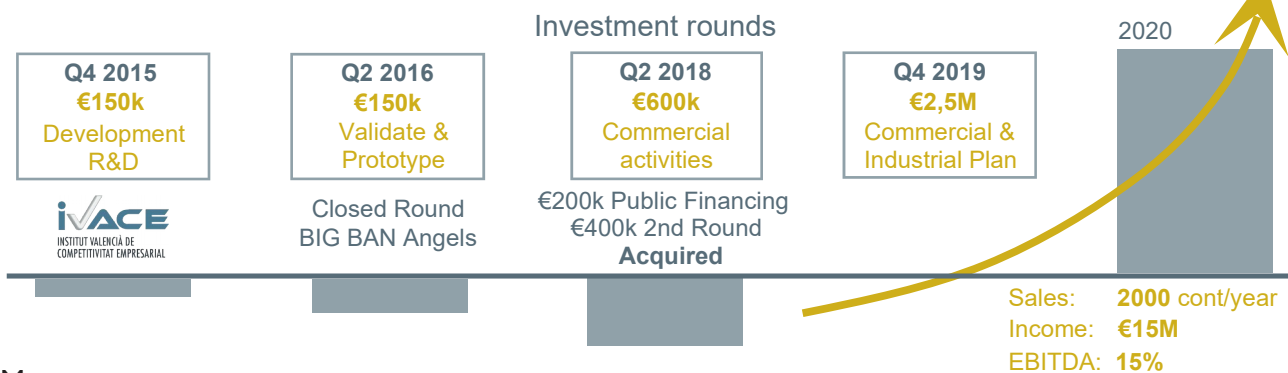 Investment rounds
Q4 2015
€150k
Development
R&D
iVACE
INSTITUT VALENCIÀ DE
COMPETITIVITAT EMPRESARIAL
Q2 2016
€150k
Validate &
Prototype
Closed Round
BIG BAN Angels
Q2 2018
€600k
Commercial
activities
€200k Public Financing
€400k 2nd Round
Acquired
Q4 2019
€2,5M
Commercial &
Industrial Plan
2020
Sales: 2000 cont/year
Income: €15M
EBITDA: 15%